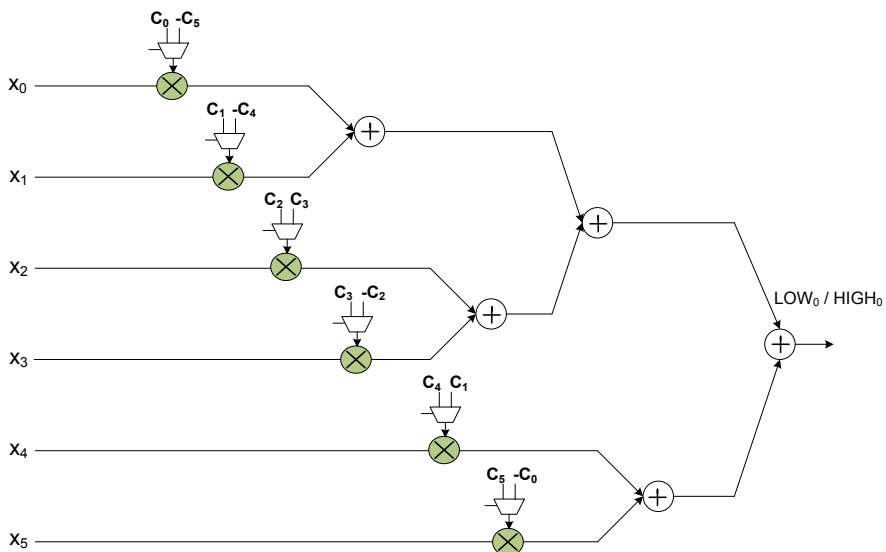 C₀ -C₅
x₀
C₁ -C₄
x₁
C₂ C₃
x₂
C₃ -C₂
LOW₀ / HIGH₀
x₃
C₄ C₁
x₄
C₅ -C₀
x₅